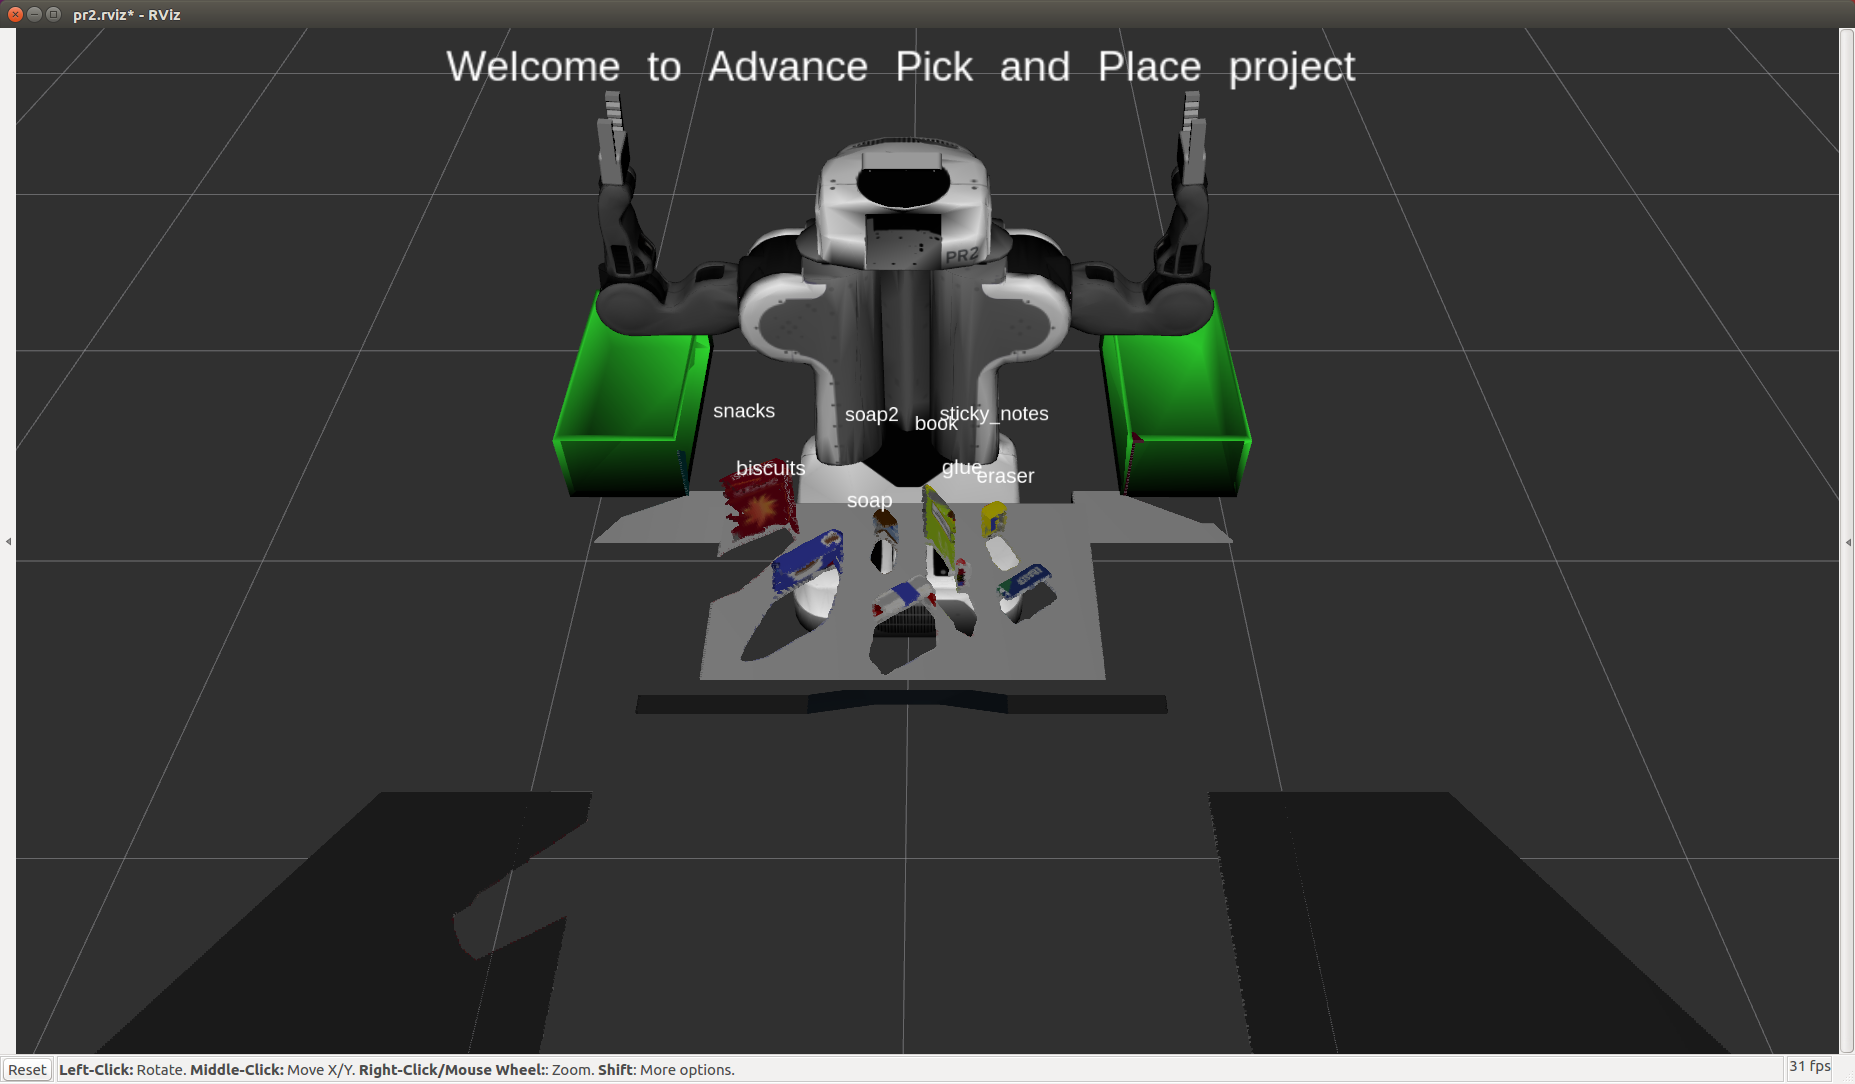 pr2.rviz* - RViz
Welcome to Advance Pick and Place project
PR2
snacks
soap2
book
sticky_notes
biscuits
glue
eraser
soap
Reset
Left-Click: Rotate. Middle-Click: Move X/Y. Right-Click/Mouse Wheel:: Zoom. Shift: More options.
31 fps